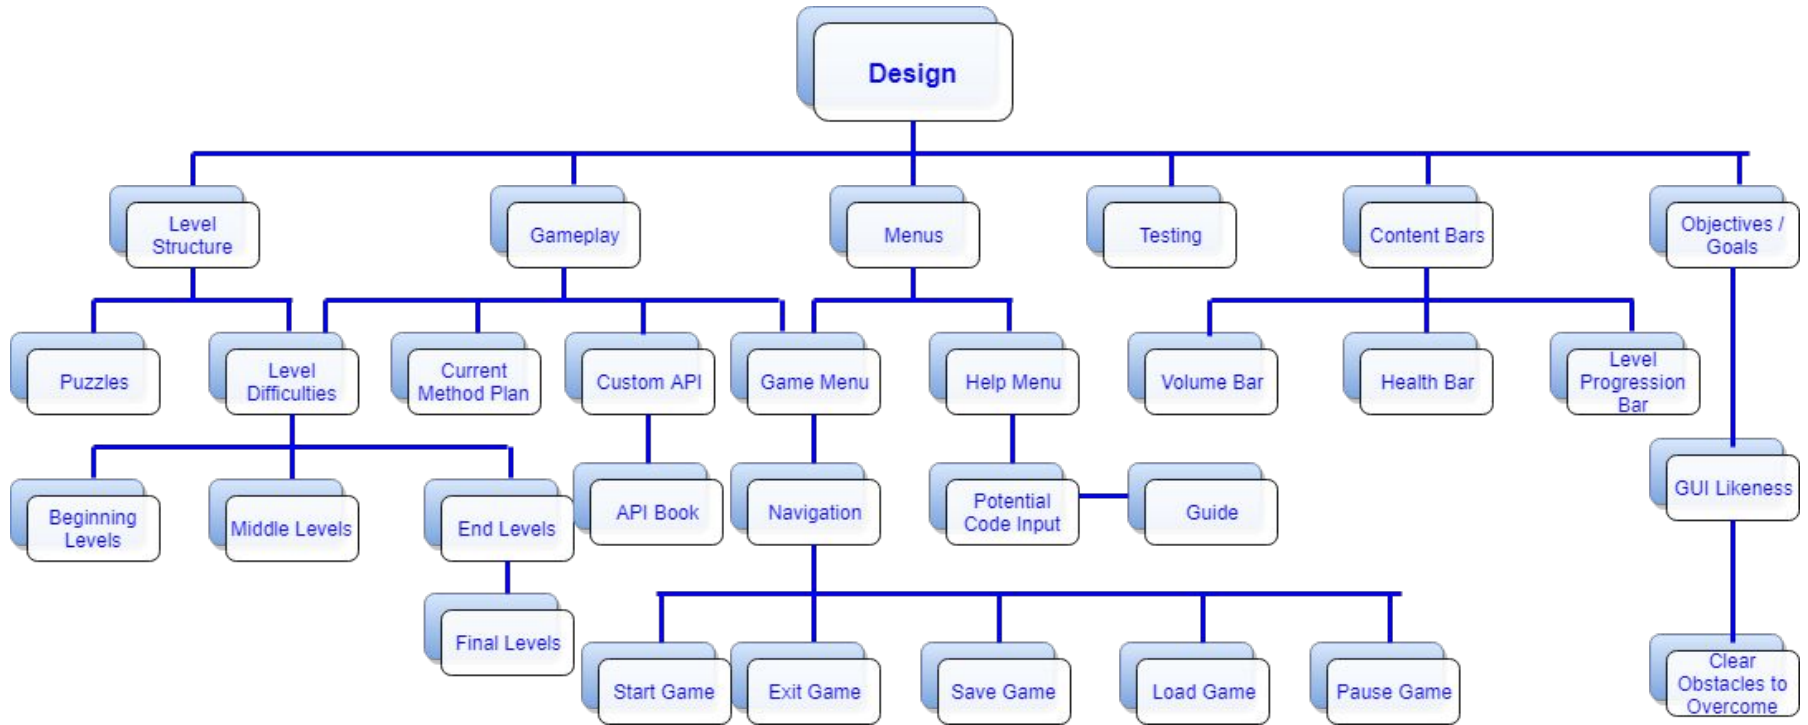 Design
Level
Structure
Gameplay
Menus
Testing
Content Bars
Objectives /
Goals
Puzzles
Level
Difficulties
Current
Method Plan
Custom API
Game Menu
Help Menu
Volume Bar
Health Bar
Level
Progression
Bar
Beginning
Levels
Middle Levels
End Levels
API Book
Navigation
Potential
Code Input
Guide
GUI Likeness
Final Levels
Start Game
Exit Game
Save Game
Load Game
Pause Game
Clear
Obstacles to
Overcome